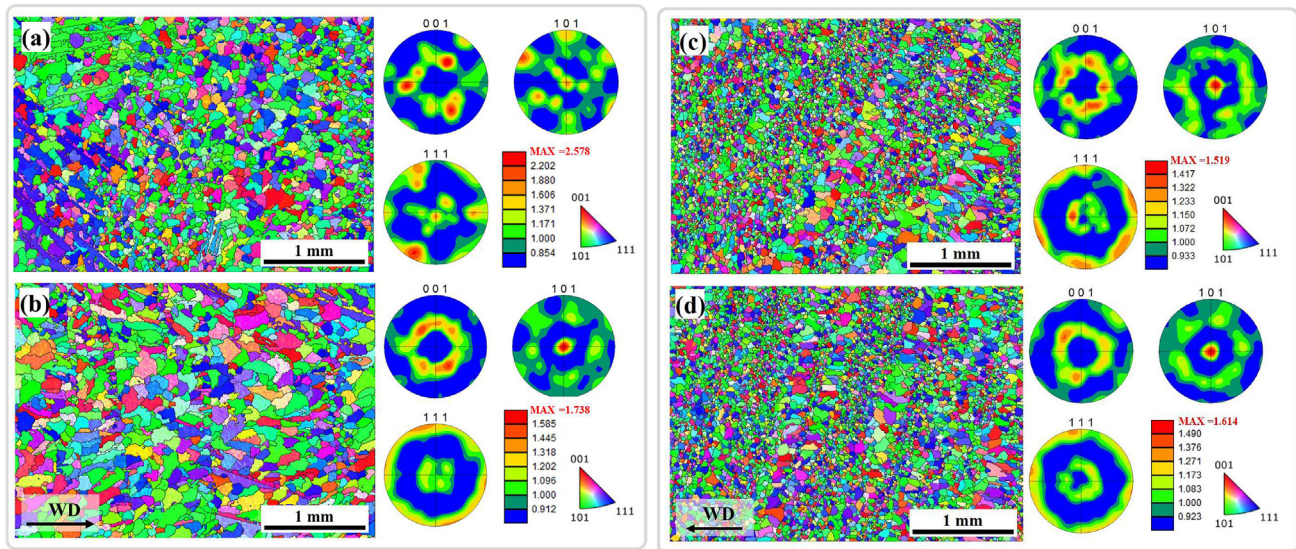 (a)
0 0 1
1 0 1
1 1 1
MAX =2.578
2.202
1.880
1.606
1.371
1.171
1.000
0.854
001
101
111
1 mm
(b)
0 0 1
1 0 1
1 1 1
MAX =1.738
1.585
1.445
1.318
1.202
1.096
1.000
0.912
001
101
111
WD
1 mm
(c)
0 0 1
1 0 1
1 1 1
MAX =1.519
1.417
1.322
1.233
1.150
1.072
1.000
0.933
001
101
111
1 mm
(d)
0 0 1
1 0 1
1 1 1
MAX =1.614
1.490
1.376
1.271
1.173
1.083
1.000
0.923
001
101
111
WD
1 mm